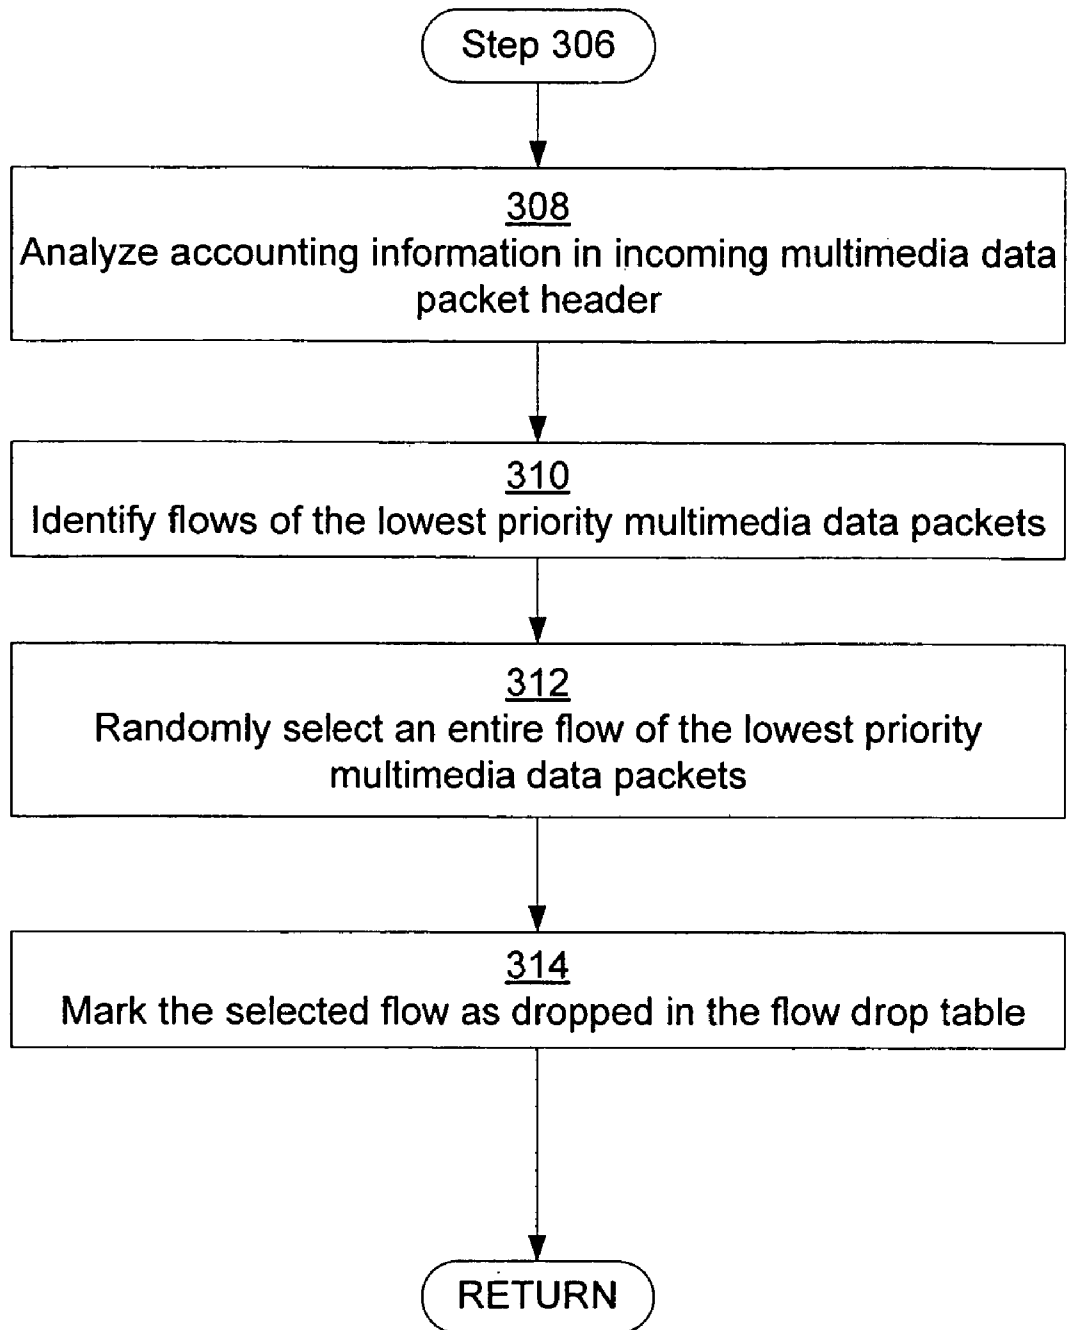 Step 306
308
Analyze accounting information in incoming multimedia data
packet header
310
Identify flows of the lowest priority multimedia data packets
312
Randomly select an entire flow of the lowest priority
multimedia data packets
314
Mark the selected flow as dropped in the flow drop table
RETURN